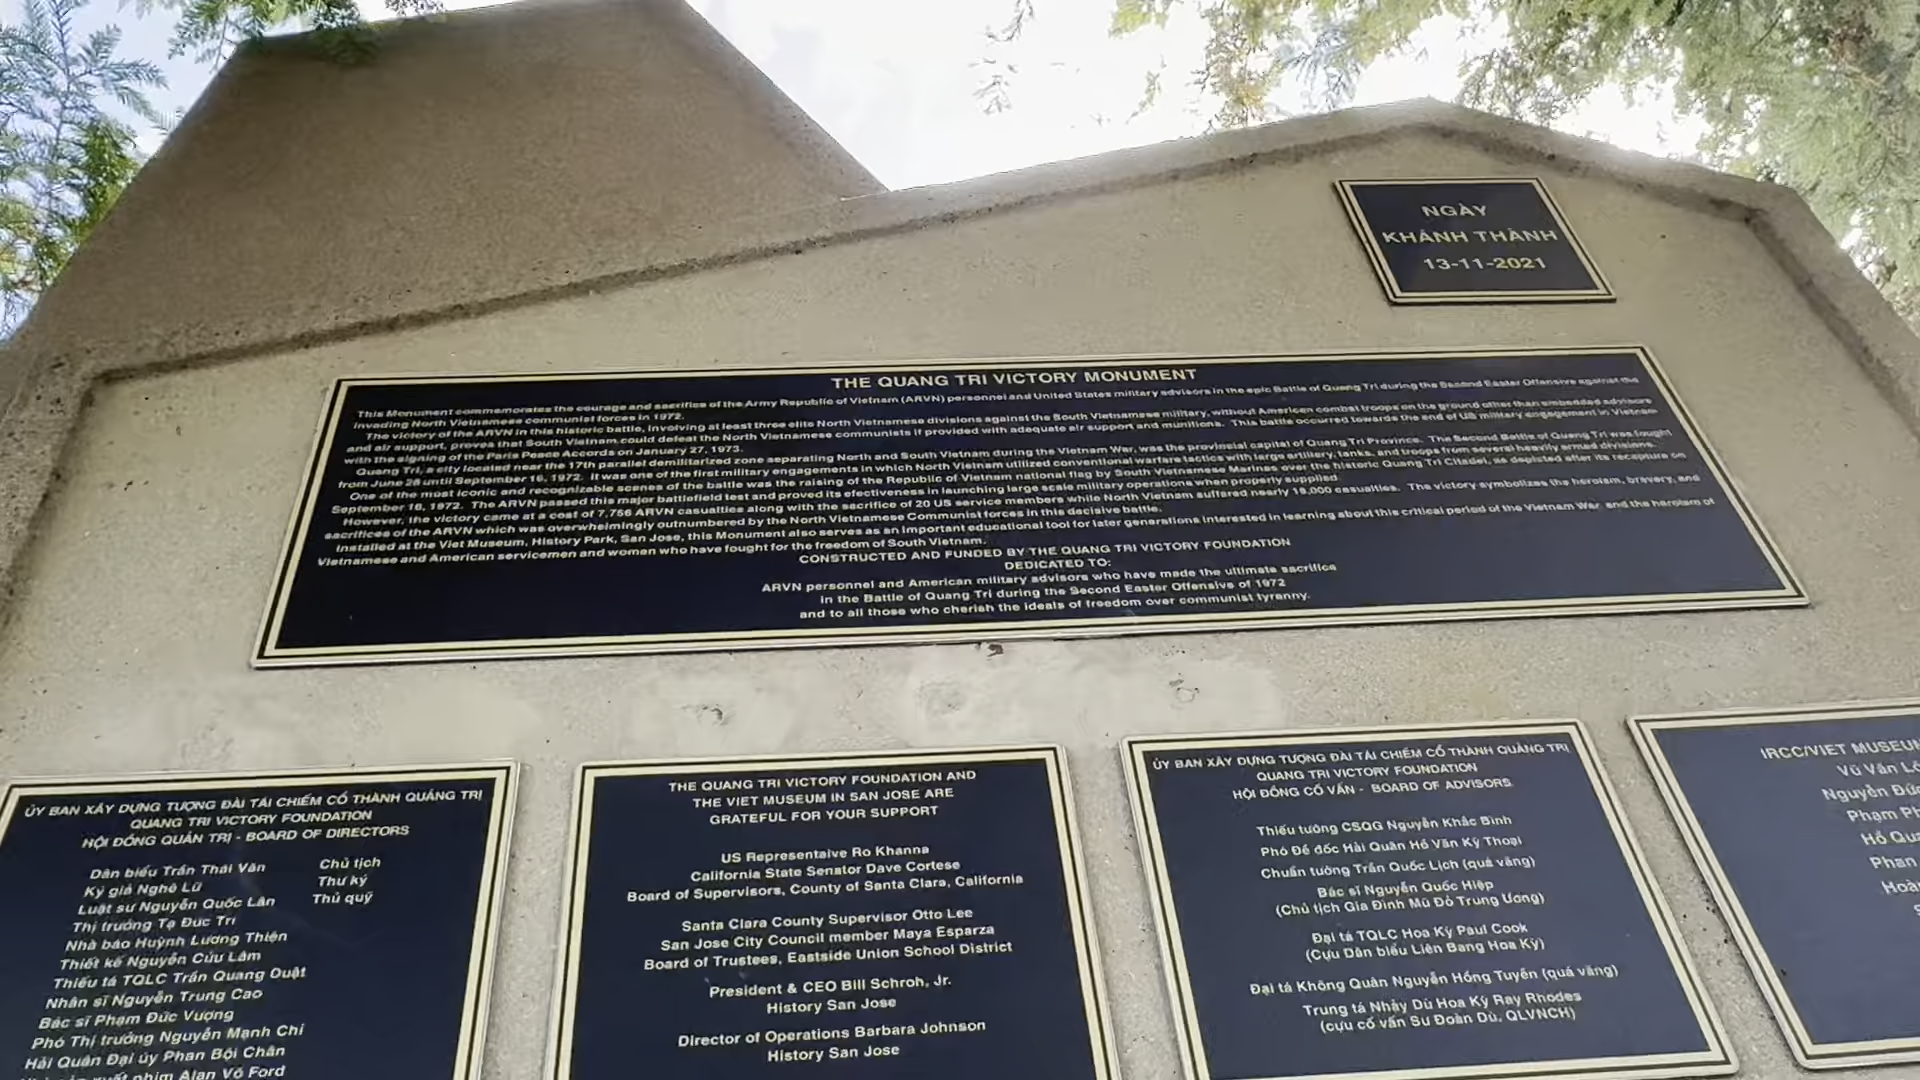 NGÀY
KHÁNH THÀNH
13-11-2021
THE QUANG TRI VICTORY MONUMENT
This Monument commemorates the courage and sacrifice of the Army Republic of Vietnam (ARVN) personnel and United States military advisors in the epic Battle of Quang Tri during the Second Easter Offensive against the
invading North Vietnamese communist forces in 1972.
The victory of the ARVN in this historic battle, involving at least three elite North Vietnamese divisions against the South Vietnamese military, without American combat troops on the ground other than embedded advisors
and air support, proves that South Vietnam could defeat the North Vietnamese communists if provided with adequate air support and munitions. This battle occurred towards the end of US military engagement in Vietnam
with the signing of the Paris Peace Accords on January 27, 1973.
Quang Tri, a city located near the 17th parallel demilitarized zone separating North and South Vietnam during the Vietnam War, was the provincial capital of Quang Tri Province. The Second Battle of Quang Tri was fought
from June 28 until September 16, 1972. It was one of the first military engagements in which North Vietnam utilized conventional warfare tactics with large artillery, tanks, and troops from several heavily armed divisions.
One of the most iconic and recognizable scenes of the battle was the raising of the Republic of Vietnam national flag by South Vietnamese Marines over the historic Quang Tri Citadel, as depicted after its recapture on
September 16, 1972. The ARVN passed this major battlefield test and proved its efectiveness in launching large scale military operations when properly supplied.
However, the victory came at a cost of 7,756 ARVN casualties along with the sacrifice of 20 US service members while North Vietnam suffered nearly 16,000 casualties. The victory symbolizes the heroism, bravery, and
sacrifices of the ARVN which was overwhelmingly outnumbered by the North Vietnamese Communist forces in this decisive battle.
Installed at the Viet Museum, History Park, San Jose, this Monument also serves as an important educational tool for later generations interested in learning about this critical period of the Vietnam War and the heroism of
Vietnamese and American servicemen and women who have fought for the freedom of South Vietnam.
CONSTRUCTED AND FUNDED BY THE QUANG TRI VICTORY FOUNDATION
DEDICATED TO:
ARVN personnel and American military advisors who have made the ultimate sacrifice
in the Battle of Quang Tri during the Second Easter Offensive of 1972
and to all those who cherish the ideals of freedom over communist tyranny.
ỦY BAN XÂY DỰNG TƯỢNG ĐÀI TÁI CHIẾM CỔ THÀNH QUẢNG TRỊ
QUANG TRI VICTORY FOUNDATION
HỘI ĐỒNG QUẢN TRỊ - BOARD OF DIRECTORS
Dân biểu Trần Thái Văn Chủ tịch
Ký giả Nghê Lữ Thư ký
Luật sư Nguyễn Quốc Lân Thủ quỹ
Thị trưởng Tạ Đức Trí
Nhà báo Huỳnh Lương Thiện
Thiết kế Nguyễn Cửu Lâm
Thiếu tá TQLC Trần Quang Duật
Nhân sĩ Nguyễn Trung Cao
Bác sĩ Phạm Đức Vượng
Phó Thị trưởng Nguyễn Mạnh Chí
Hải Quân Đại úy Phan Bội Chân
xuất phim Alan Võ Ford
THE QUANG TRI VICTORY FOUNDATION AND
THE VIET MUSEUM IN SAN JOSE ARE
GRATEFUL FOR YOUR SUPPORT
US Representaive Ro Khanna
California State Senator Dave Cortese
Board of Supervisors, County of Santa Clara, California
Santa Clara County Supervisor Otto Lee
San Jose City Council member Maya Esparza
Board of Trustees, Eastside Union School District
President & CEO Bill Schroh, Jr.
History San Jose
Director of Operations Barbara Johnson
History San Jose
ỦY BAN XÂY DỰNG TƯỢNG ĐÀI TÁI CHIẾM CỔ THÀNH QUẢNG TRỊ
QUANG TRI VICTORY FOUNDATION
HỘI ĐỒNG CỐ VẤN - BOARD OF ADVISORS
Thiếu tướng CSQG Nguyễn Khắc Bình
Phó Đề đốc Hải Quân Hồ Văn Kỳ Thoại
Chuẩn tướng Trần Quốc Lịch (quá vãng)
Bác sĩ Nguyễn Quốc Hiệp
(Chủ tịch Gia Đình Mũ Đỏ Trung Ương)
Đại tá TQLC Hoa Kỳ Paul Cook
(Cựu Dân biểu Liên Bang Hoa Kỳ)
Đại tá Không Quân Nguyễn Hồng Tuyền (quá vãng)
Trung tá Nhảy Dù Hoa Kỳ Ray Rhodes
(cựu cố vấn Sư Đoàn Dù, QLVNCH)
IRCC/VIET MUSEUM
Vũ Văn
Nguyễn
Phạm
Hồ
Phan